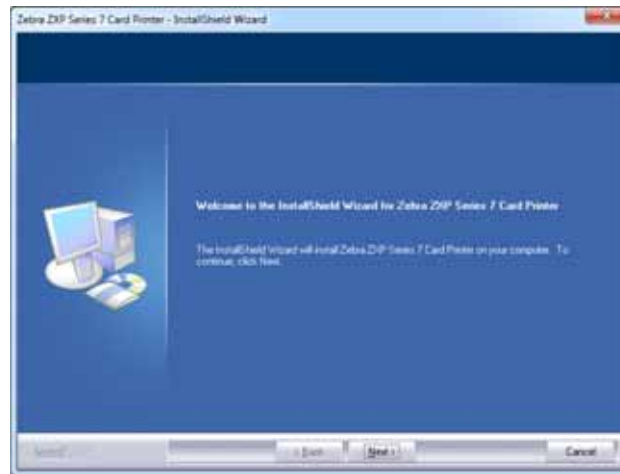 Zebra ZXP Series 7 Card Printer - InstallShield Wizard
Welcome to the InstallShield Wizard for Zebra ZXP Series 7 Card Printer
The InstallShield Wizard will install Zebra ZXP Series 7 Card Printer on your computer. To
continue, click Next.
< Back
Next >
Cancel